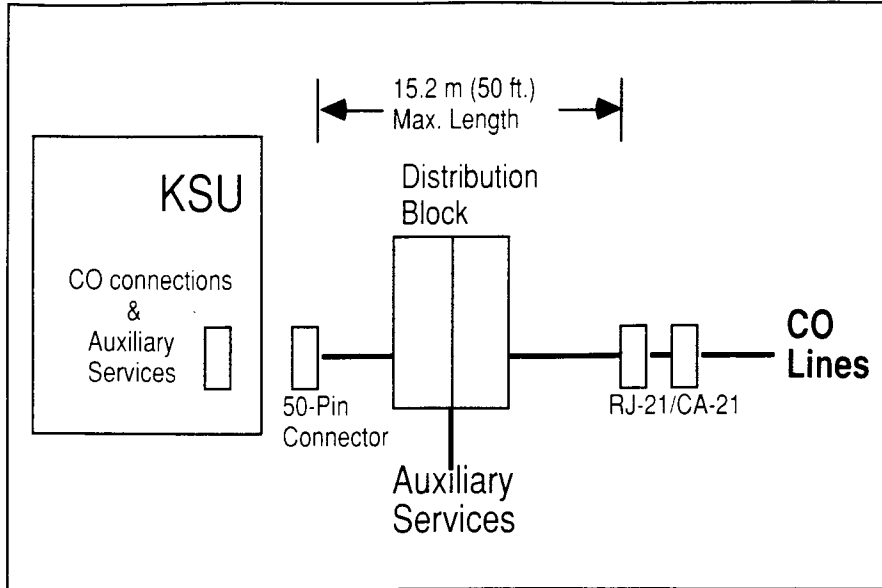 15.2 m (50 ft.)
Max. Length
KSU
Distribution
Block
CO connections
&
Auxiliary
Services
50-Pin
Connector
RJ-21/CA-21
CO
Lines
Auxiliary
Services